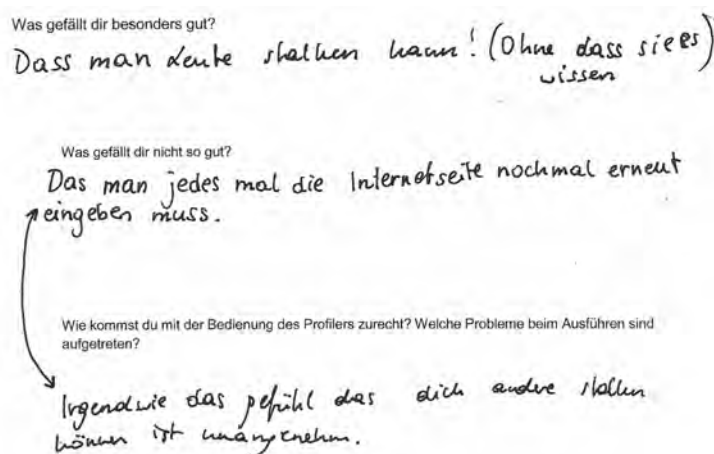 Was gefällt dir besonders gut?
Dass man Leute stalken kann! (Ohne dass sie es
wissen)
Was gefällt dir nicht so gut?
Das man jedes mal die Internetseite nochmal erneut
eingeben muss.
Wie kommst du mit der Bedienung des Profilers zurecht? Welche Probleme beim Ausführen sind
aufgetreten?
Irgendwie das gefühl das dich andere stalken
können ist unangenehm.